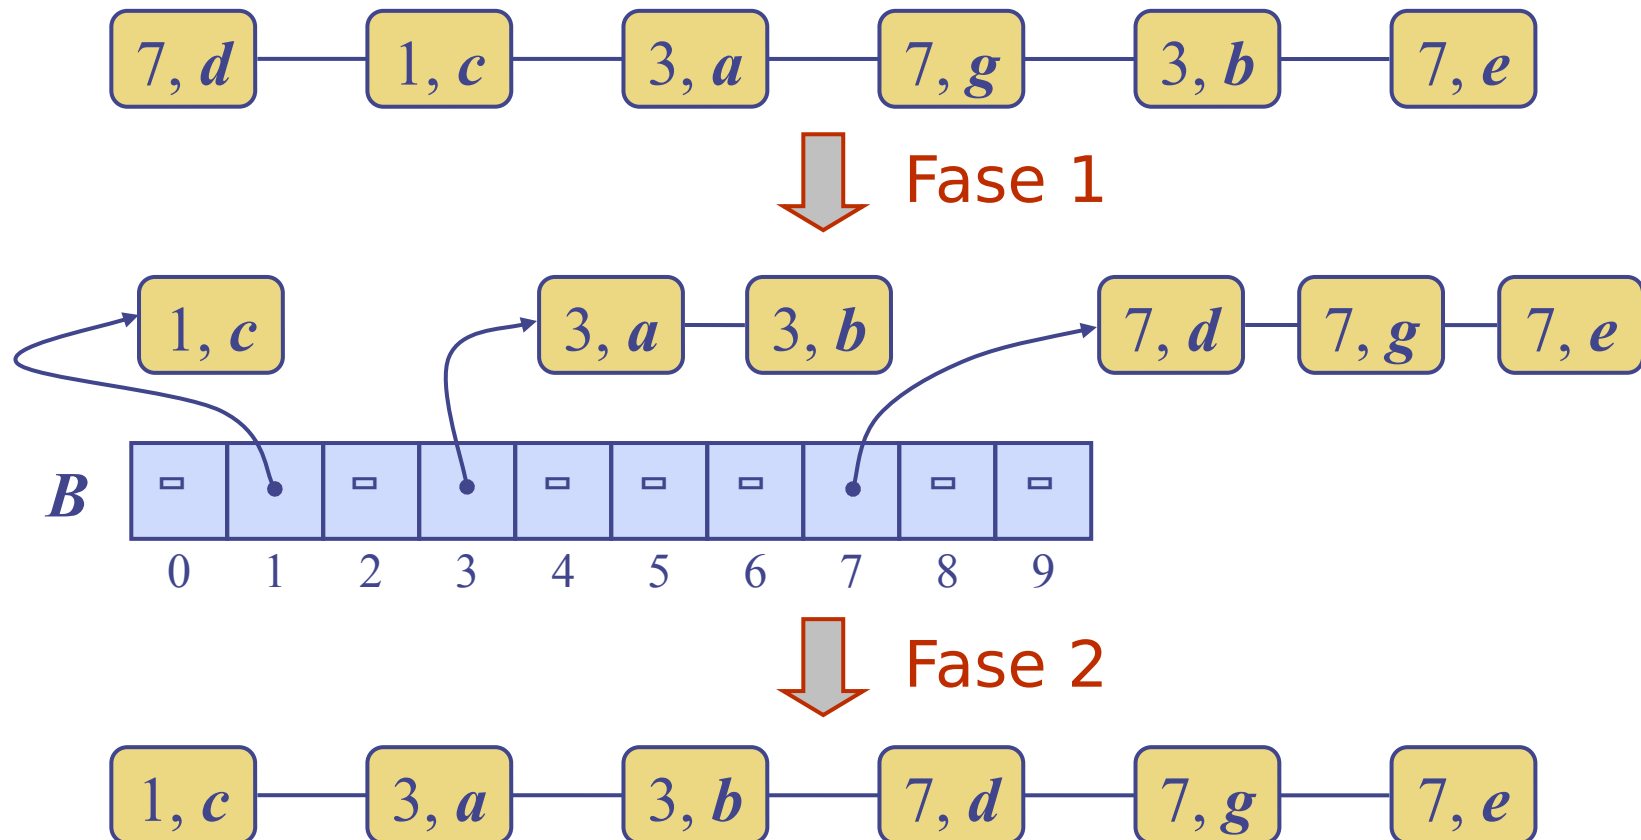 7, d 1, c 3, a 7, g 3, b 7, e
Fase 1
1, c 3, a 3, b 7, d 7, g 7, e
B
0 1 2 3 4 5 6 7 8 9
Fase 2
1, c 3, a 3, b 7, d 7, g 7, e